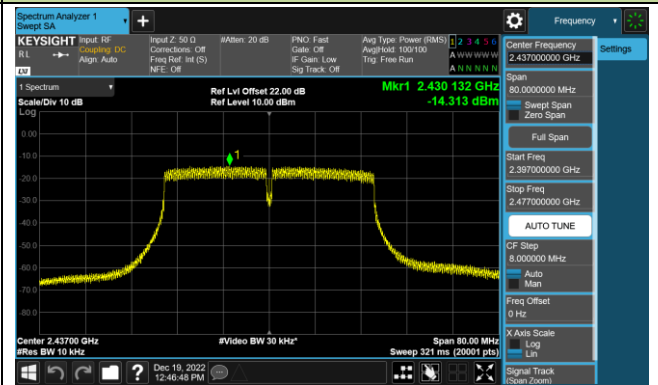 Spectrum Analyzer 1
Swept SA
Frequency
KEYSIGHT
Input: RF
Coupling: DC
Align: Auto
Input Z: 50 Ω
Corrections: Off
Freq Ref: Int (S)
NFE: Off
#Atten: 20 dB
PNO: Fast
Gate: Off
IF Gain: Low
Sig Track: Off
Avg Type: Power (RMS)
Avg|Hold: 100/100
Trig: Free Run
1 2 3 4 5 6
A W W W W W
A N N N N N
R L
LXI
1 Spectrum
Scale/Div 10 dB
Log
Ref Lvl Offset 22.00 dB
Ref Level 10.00 dBm
Mkr1 2.430 132 GHz
-14.313 dBm
0.00
-10.0
-20.0
-30.0
-40.0
-50.0
-60.0
-70.0
-80.0
1
Center 2.43700 GHz
#Res BW 10 kHz
#Video BW 30 kHz*
Span 80.00 MHz
Sweep 321 ms (20001 pts)
Dec 19, 2022
12:46:48 PM
Center Frequency
2.437000000 GHz
Span
80.0000000 MHz
Swept Span
Zero Span
Full Span
Start Freq
2.397000000 GHz
Stop Freq
2.477000000 GHz
AUTO TUNE
CF Step
8.000000 MHz
Auto
Man
Freq Offset
0 Hz
X Axis Scale
Log
Lin
Signal Track
(Span Zoom)
Settings